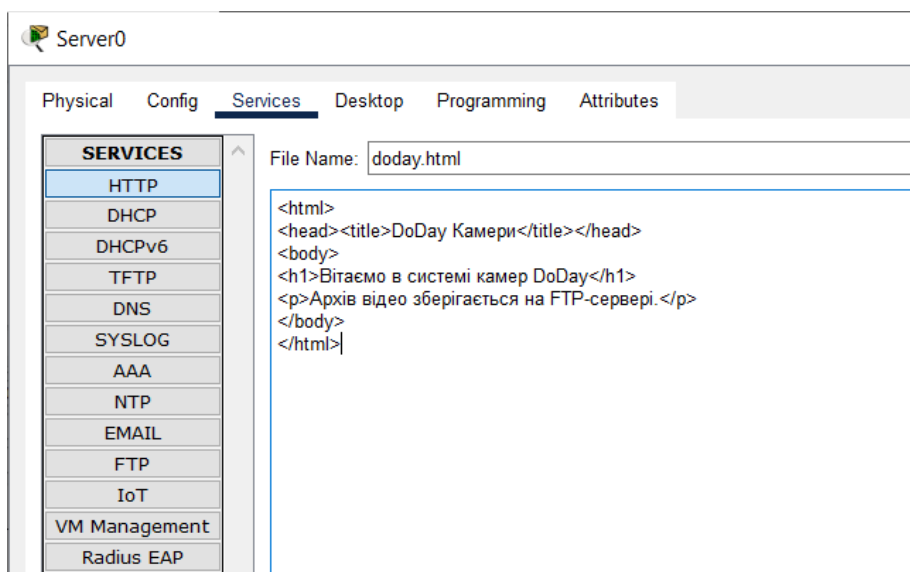 Server0
Physical Config Services Desktop Programming Attributes
SERVICES
HTTP
DHCP
DHCPv6
TFTP
DNS
SYSLOG
AAA
NTP
EMAIL
FTP
IoT
VM Management
Radius EAP
File Name: doday.html
<html>
<head><title>DoDay Камери</title></head>
<body>
<h1>Вітаємо в системі камер DoDay</h1>
<p>Архів відео зберігається на FTP-сервері.</p>
</body>
</html>